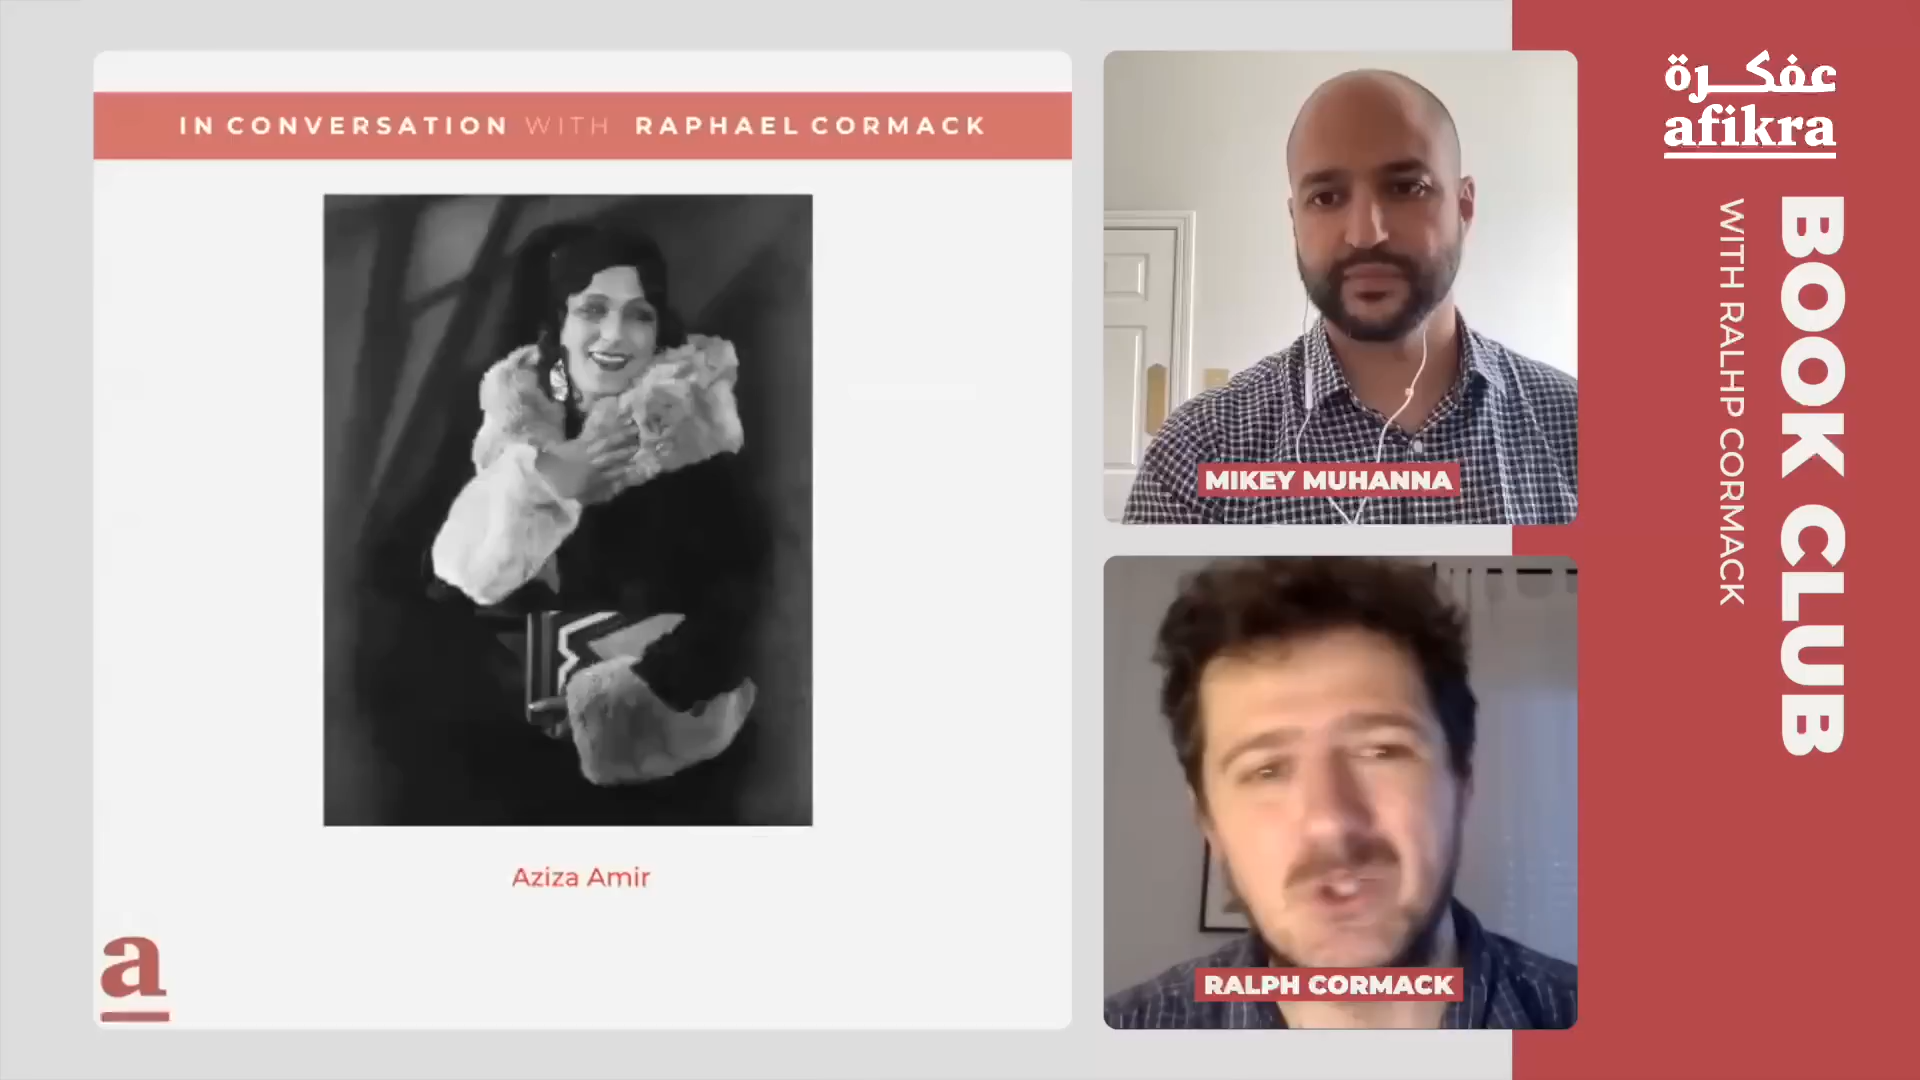 IN CONVERSATION WITH RAPHAEL CORMACK
Aziza Amir
a
MIKEY MUHANNA
RALPH CORMACK
عفكرة
afikra
BOOK CLUB
WITH RALHP CORMACK